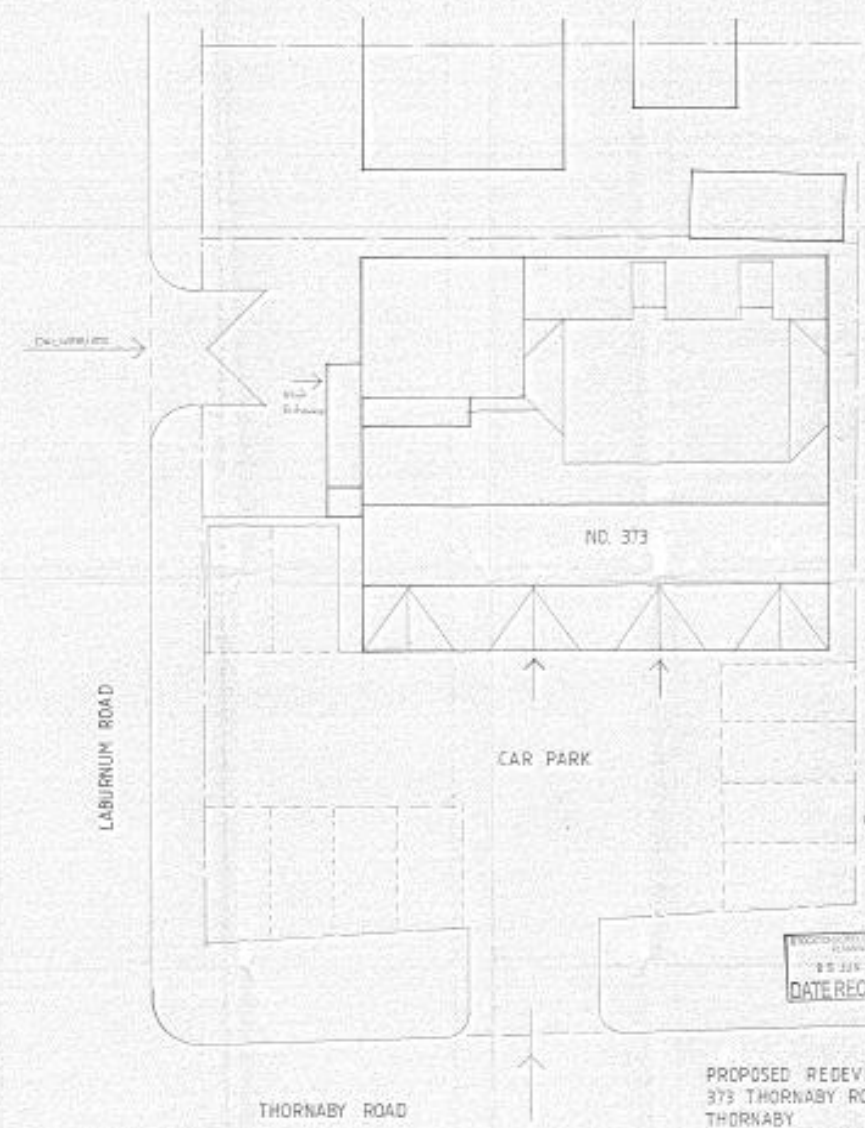 DELIVERIES
NO. 373
CAR PARK
LABURNUM ROAD
DATE REC
THORNABY ROAD
PROPOSED REDEV
373 THORNABY RO
THORNABY